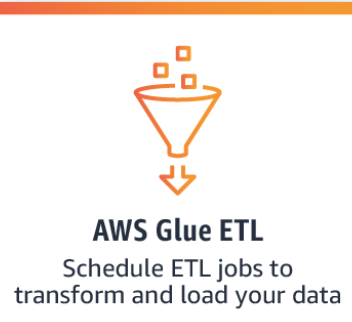 AWS Glue ETL
Schedule ETL jobs to
transform and load your data